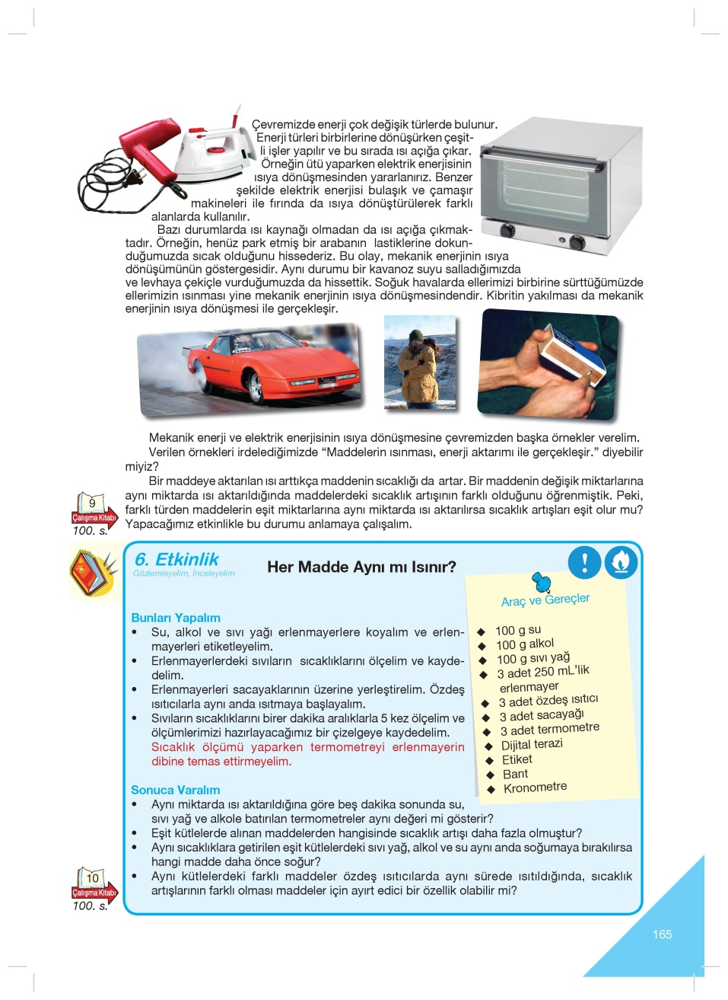 Çevremizde enerji çok değişik türlerde bulunur.
Enerji türleri birbirlerine dönüşürken çeşit-
li işler yapılır ve bu sırada ısı açığa çıkar.
Örneğin ütü yaparken elektrik enerjisinin
ısıya dönüşmesinden yararlanırız. Benzer
şekilde elektrik enerjisi bulaşık ve çamaşır
makineleri ile fırında da ısıya dönüştürülerek farklı
alanlarda kullanılır.
Bazı durumlarda ısı kaynağı olmadan da ısı açığa çıkmak-
tadır. Örneğin, henüz park etmiş bir arabanın lastiklerine dokun-
duğumuzda sıcak olduğunu hissederiz. Bu olay, mekanik enerjinin ısıya
dönüşümünün göstergesidir. Aynı durumu bir kavanoz suyu salladığımızda
ve levhaya çekiçle vurduğumuzda da hissettik. Soğuk havalarda ellerimizi birbirine sürttüğümüzde
ellerimizin ısınması yine mekanik enerjinin ısıya dönüşmesindendir. Kibritin yakılması da mekanik
enerjinin ısıya dönüşmesi ile gerçekleşir.
Mekanik enerji ve elektrik enerjisinin ısıya dönüşmesine çevremizden başka örnekler verelim.
Verilen örnekleri irdelediğimizde “Maddelerin ısınması, enerji aktarımı ile gerçekleşir.” diyebilir
miyiz?
Bir maddeye aktarılan ısı arttıkça maddenin sıcaklığı da artar. Bir maddenin değişik miktarlarına
aynı miktarda ısı aktarıldığında maddelerdeki sıcaklık artışının farklı olduğunu öğrenmiştik. Peki,
farklı türden maddelerin eşit miktarlarına aynı miktarda ısı aktarılırsa sıcaklık artışları eşit olur mu?
Yapacağımız etkinlikle bu durumu anlamaya çalışalım.
9
Çalışma Kitabı
100. s.
6. Etkinlik
Gözlemleyelim, İnceleyelim
Her Madde Aynı mı Isınır?
!
Araç ve Gereçler
◆ 100 g su
◆ 100 g alkol
◆ 100 g sıvı yağ
◆ 3 adet 250 mL’lik
erlenmayer
◆ 3 adet özdeş ısıtıcı
◆ 3 adet sacayağı
◆ 3 adet termometre
◆ Dijital terazi
◆ Etiket
◆ Bant
◆ Kronometre
Bunları Yapalım
• Su, alkol ve sıvı yağı erlenmayerlere koyalım ve erlen-
mayerleri etiketleyelim.
• Erlenmayerlerdeki sıvıların sıcaklıklarını ölçelim ve kayde-
delim.
• Erlenmayerleri sacayaklarının üzerine yerleştirelim. Özdeş
ısıtıcılarla aynı anda ısıtmaya başlayalım.
• Sıvıların sıcaklıklarını birer dakika aralıklarla 5 kez ölçelim ve
ölçümlerimizi hazırlayacağımız bir çizelgeye kaydedelim.
Sıcaklık ölçümü yaparken termometreyi erlenmayerin
dibine temas ettirmeyelim.
Sonuca Varalım
• Aynı miktarda ısı aktarıldığına göre beş dakika sonunda su,
sıvı yağ ve alkole batırılan termometreler aynı değeri mi gösterir?
• Eşit kütlelerde alınan maddelerden hangisinde sıcaklık artışı daha fazla olmuştur?
• Aynı sıcaklıklara getirilen eşit kütlelerdeki sıvı yağ, alkol ve su aynı anda soğumaya bırakılırsa
hangi madde daha önce soğur?
• Aynı kütlelerdeki farklı maddeler özdeş ısıtıcılarda aynı sürede ısıtıldığında, sıcaklık
artışlarının farklı olması maddeler için ayırt edici bir özellik olabilir mi?
10
Çalışma Kitabı
100. s.
165